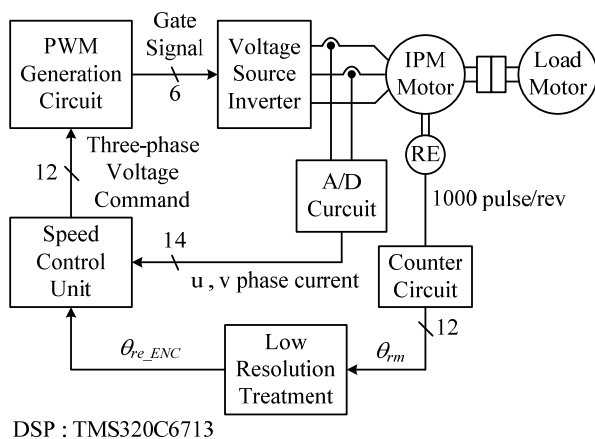 PWM
Generation
Circuit
Gate
Signal
6
Voltage
Source
Inverter
IPM
Motor
Load
Motor
RE
1000 pulse/rev
12
Three-phase
Voltage
Command
A/D
Curcuit
Speed
Control
Unit
14
u , v phase current
Counter
Circuit
12
θre_ENC
Low
Resolution
Treatment
θrm
DSP : TMS320C6713